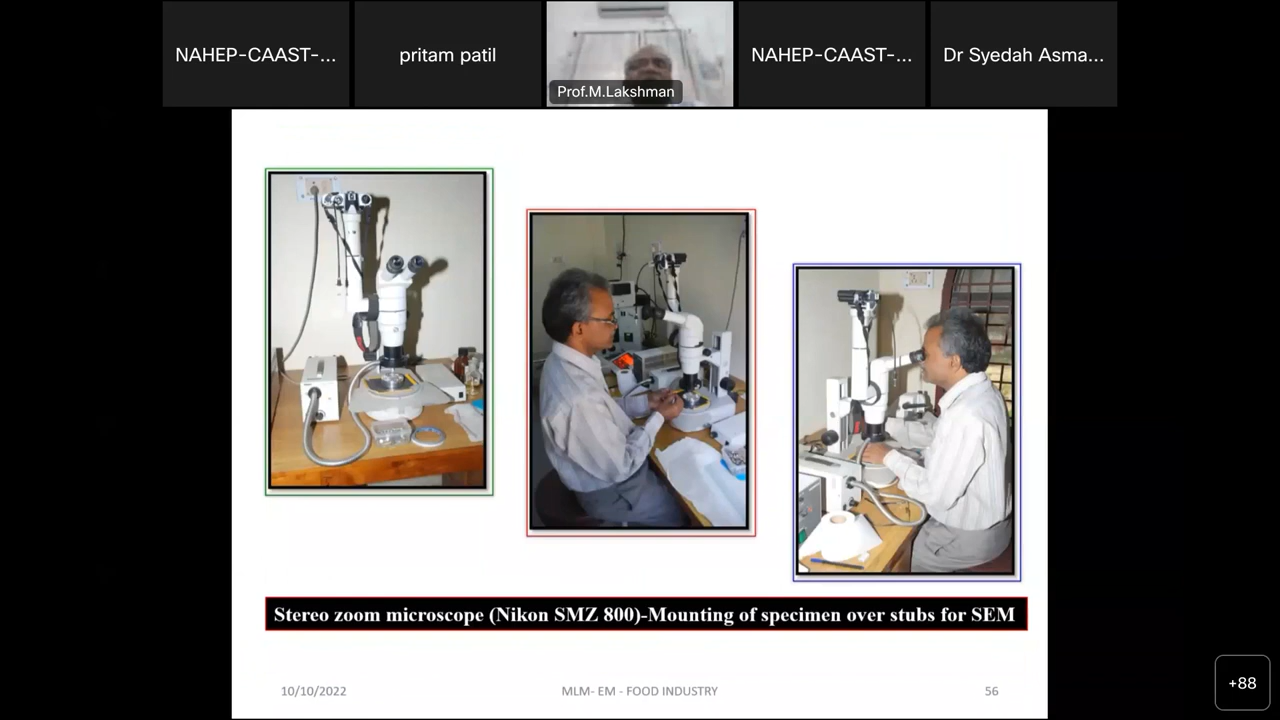 NAHEP-CAAST-...
pritam patil
Prof.M.Lakshman
NAHEP-CAAST-...
Dr Syedah Asma...
Stereo zoom microscope (Nikon SMZ 800)-Mounting of specimen over stubs for SEM
10/10/2022
MLM- EM - FOOD INDUSTRY
56
+88